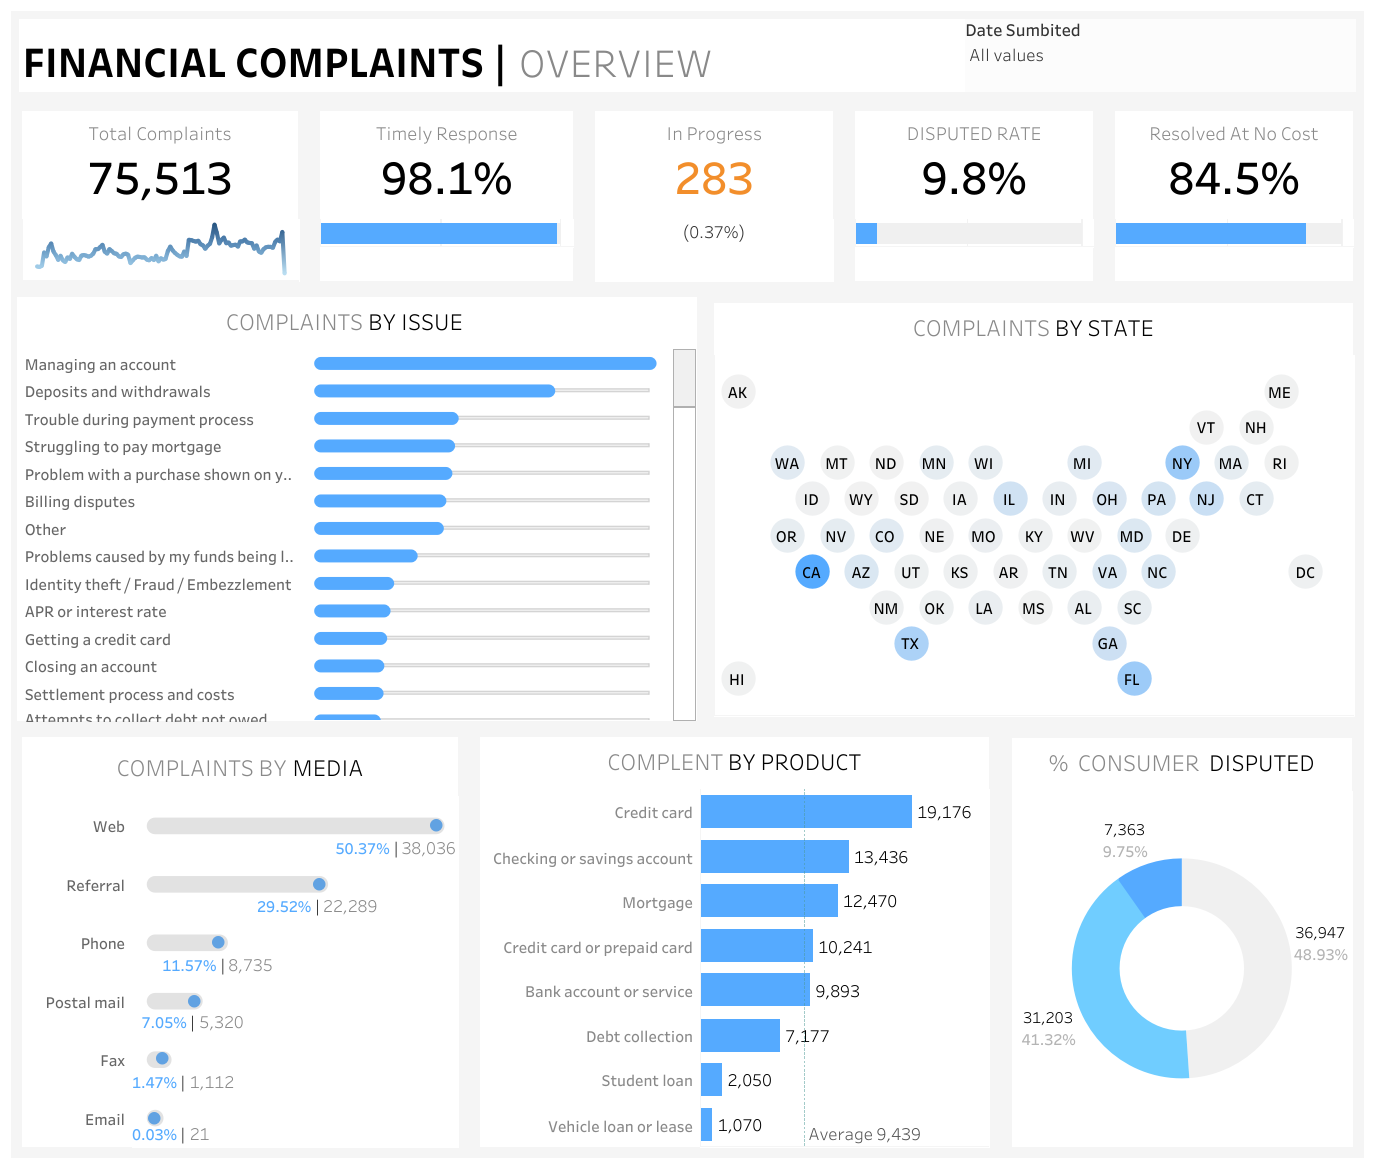 Date Sumbited
FINANCIAL COMPLAINTS | OVERVIEW
All values
Total Complaints
75,513
Timely Response
98.1%
In Progress
283
(0.37%)
DISPUTED RATE
9.8%
Resolved At No Cost
84.5%
COMPLAINTS BY ISSUE
Managing an account
Deposits and withdrawals
Trouble during payment process
Struggling to pay mortgage
Problem with a purchase shown on y..
Billing disputes
Other
Problems caused by my funds being l..
Identity theft / Fraud / Embezzlement
APR or interest rate
Getting a credit card
Closing an account
Settlement process and costs
Attempts to collect debt not owed
COMPLAINTS BY STATE
AK ME
VT NH
WA MT ND MN WI MI NY MA RI
ID WY SD IA IL IN OH PA NJ CT
OR NV CO NE MO KY WV MD DE
CA AZ UT KS AR TN VA NC DC
NM OK LA MS AL SC
TX GA
HI FL
COMPLAINTS BY MEDIA
Web
50.37% | 38,036
Referral
29.52% | 22,289
Phone
11.57% | 8,735
Postal mail
7.05% | 5,320
Fax
1.47% | 1,112
Email
0.03% | 21
COMPLENT BY PRODUCT
Credit card 19,176
Checking or savings account 13,436
Mortgage 12,470
Credit card or prepaid card 10,241
Bank account or service 9,893
Debt collection 7,177
Student loan 2,050
Vehicle loan or lease 1,070
Average 9,439
% CONSUMER DISPUTED
7,363
9.75%
36,947
48.93%
31,203
41.32%